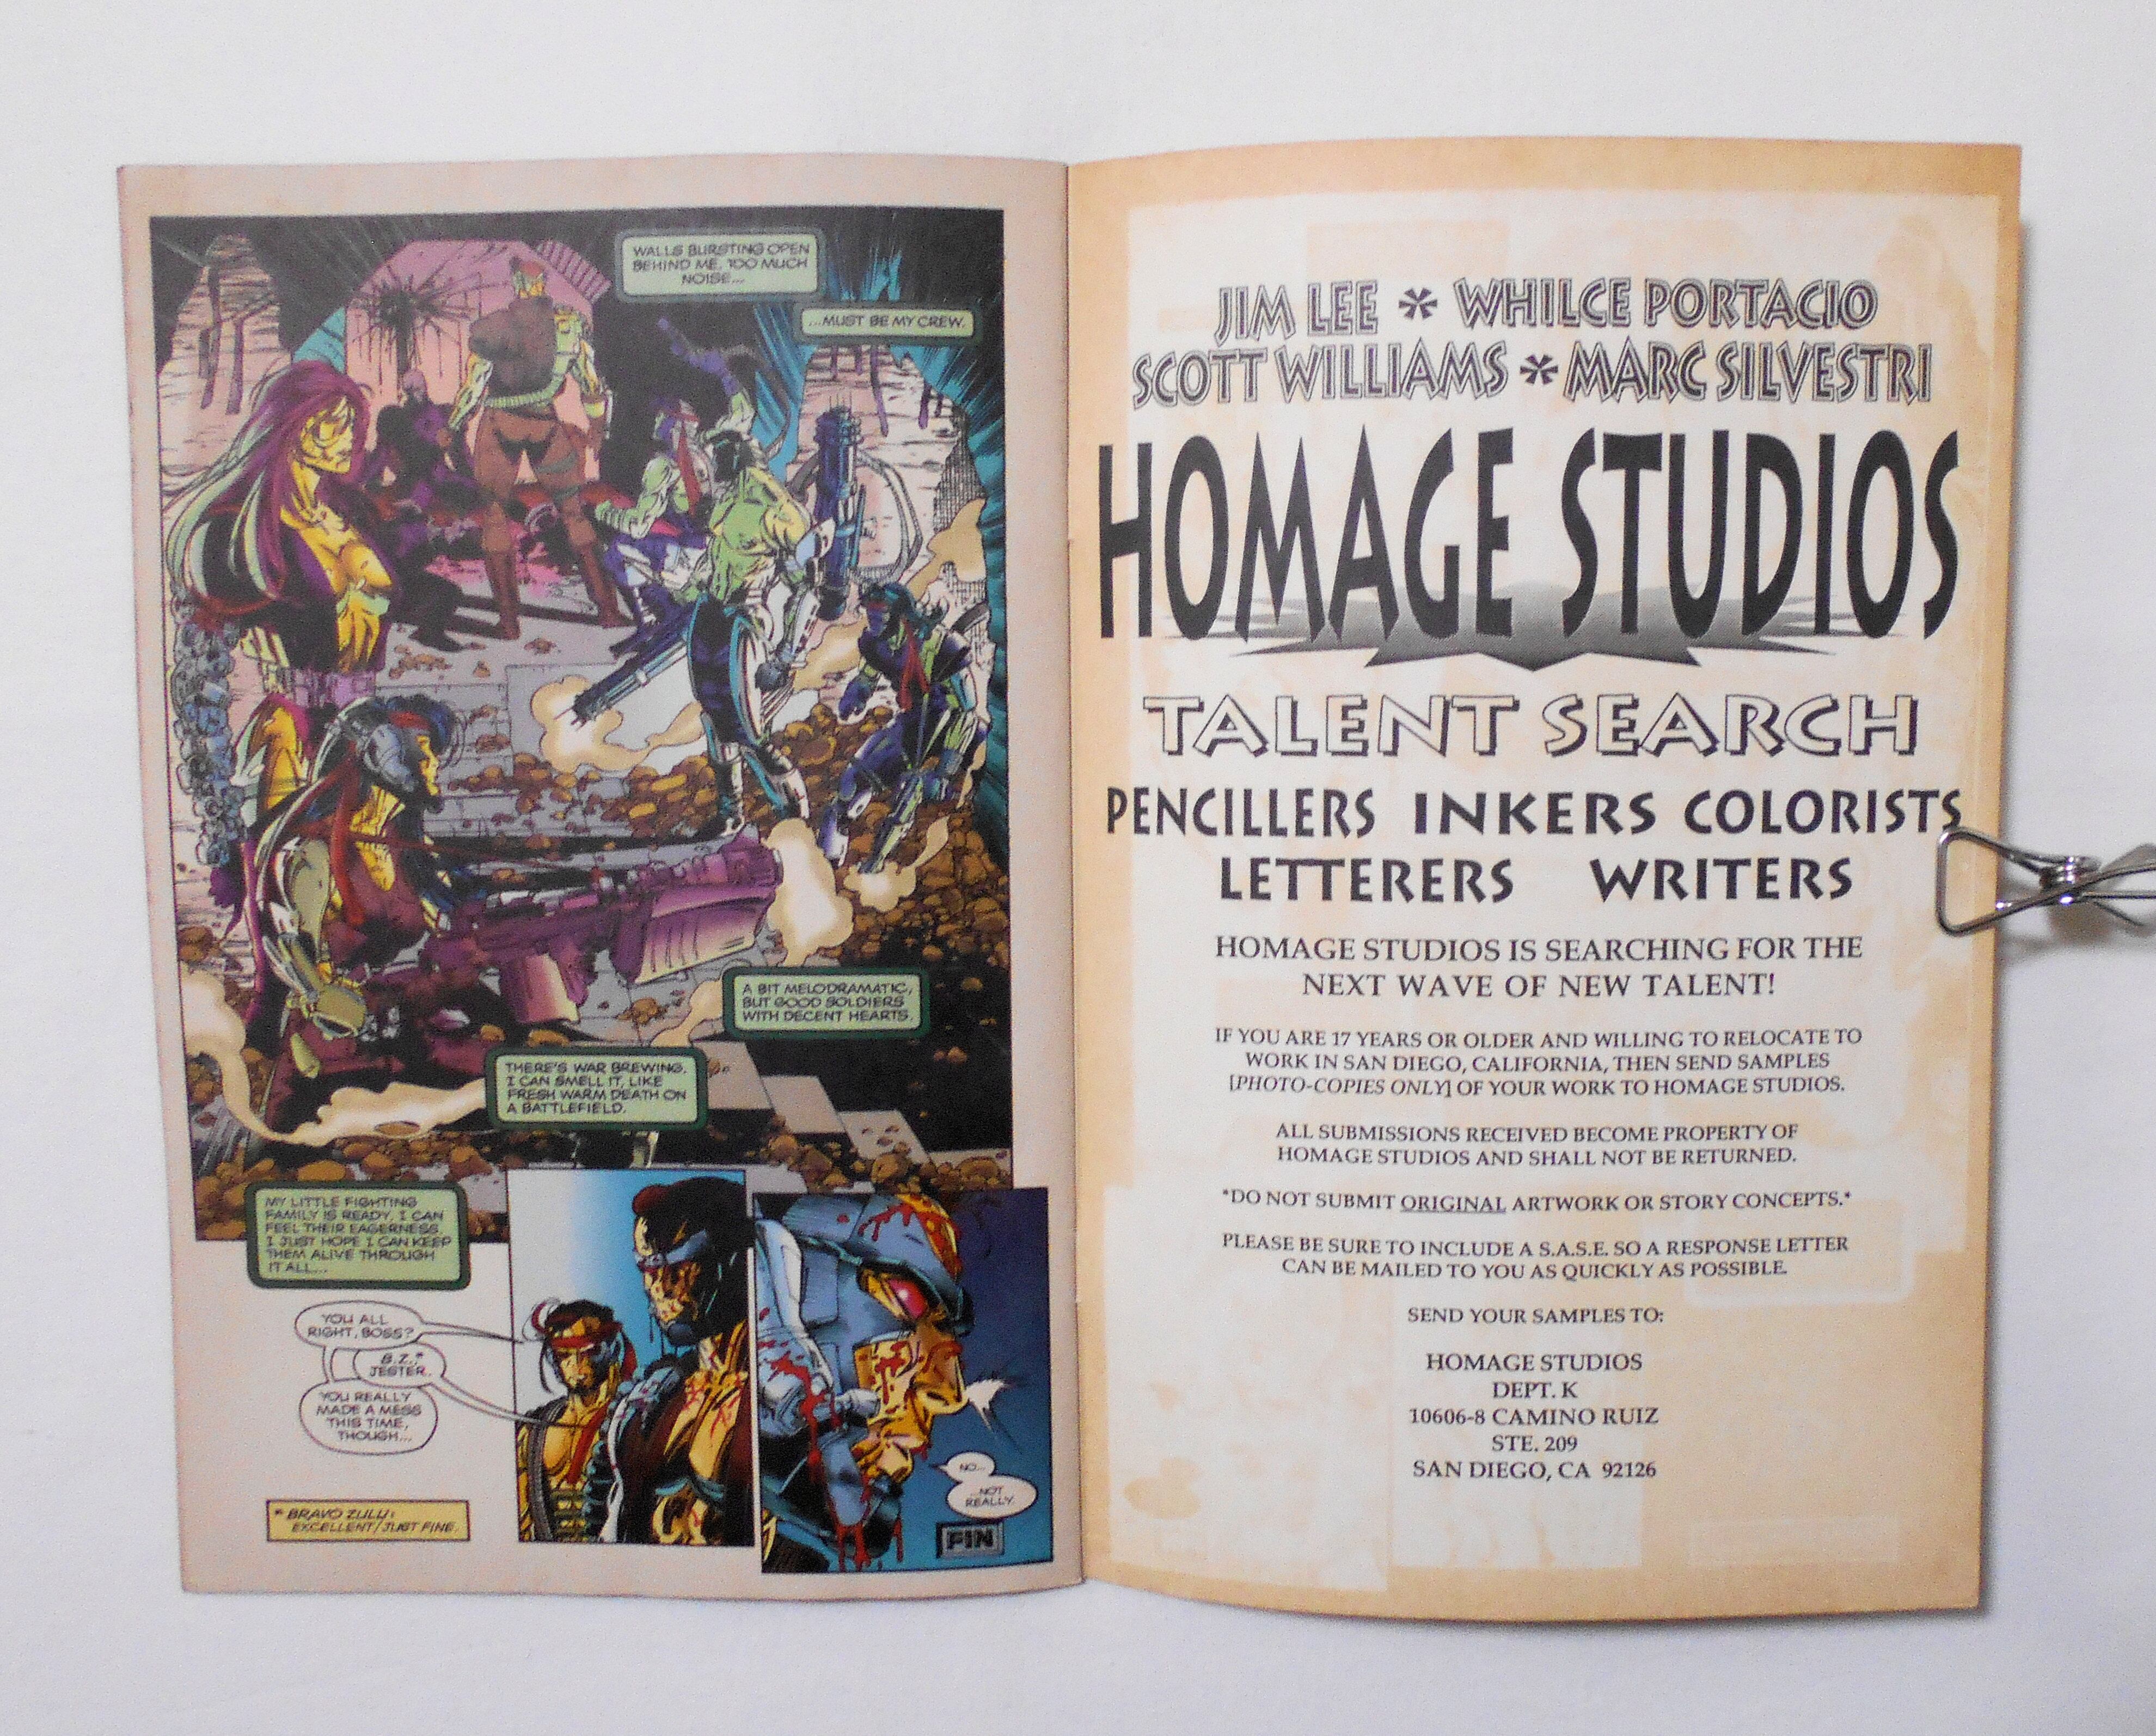 WALLS BURSTING OPEN
BEHIND ME. TOO MUCH
NOISE...
...MUST BE MY CREW.
A BIT MELODRAMATIC,
BUT GOOD SOLDIERS
WITH DECENT HEARTS.
THERE'S WAR BREWING.
I CAN SMELL IT, LIKE
FRESH WARM DEATH ON
A BATTLEFIELD.
MY LITTLE FIGHTING
FAMILY IS READY. I CAN
FEEL THEIR EAGERNESS.
I JUST HOPE I CAN KEEP
THEM ALIVE THROUGH
IT ALL...
YOU ALL
RIGHT, BOSS?
B.Z.,*
JESTER.
YOU REALLY
MADE A MESS
THIS TIME,
THOUGH...
NO...
...NOT
REALLY.
* BRAVO ZULU:
EXCELLENT/JUST FINE.
FIN
JIM LEE * WHILCE PORTACIO
SCOTT WILLIAMS * MARC SILVESTRI
HOMAGE STUDIOS
TALENT SEARCH
PENCILLERS INKERS COLORISTS
LETTERERS WRITERS
HOMAGE STUDIOS IS SEARCHING FOR THE
NEXT WAVE OF NEW TALENT!
IF YOU ARE 17 YEARS OR OLDER AND WILLING TO RELOCATE TO
WORK IN SAN DIEGO, CALIFORNIA, THEN SEND SAMPLES
[PHOTO-COPIES ONLY] OF YOUR WORK TO HOMAGE STUDIOS.
ALL SUBMISSIONS RECEIVED BECOME PROPERTY OF
HOMAGE STUDIOS AND SHALL NOT BE RETURNED.
*DO NOT SUBMIT ORIGINAL ARTWORK OR STORY CONCEPTS.*
PLEASE BE SURE TO INCLUDE A S.A.S.E. SO A RESPONSE LETTER
CAN BE MAILED TO YOU AS QUICKLY AS POSSIBLE.
SEND YOUR SAMPLES TO:
HOMAGE STUDIOS
DEPT. K
10606-8 CAMINO RUIZ
STE. 209
SAN DIEGO, CA 92126